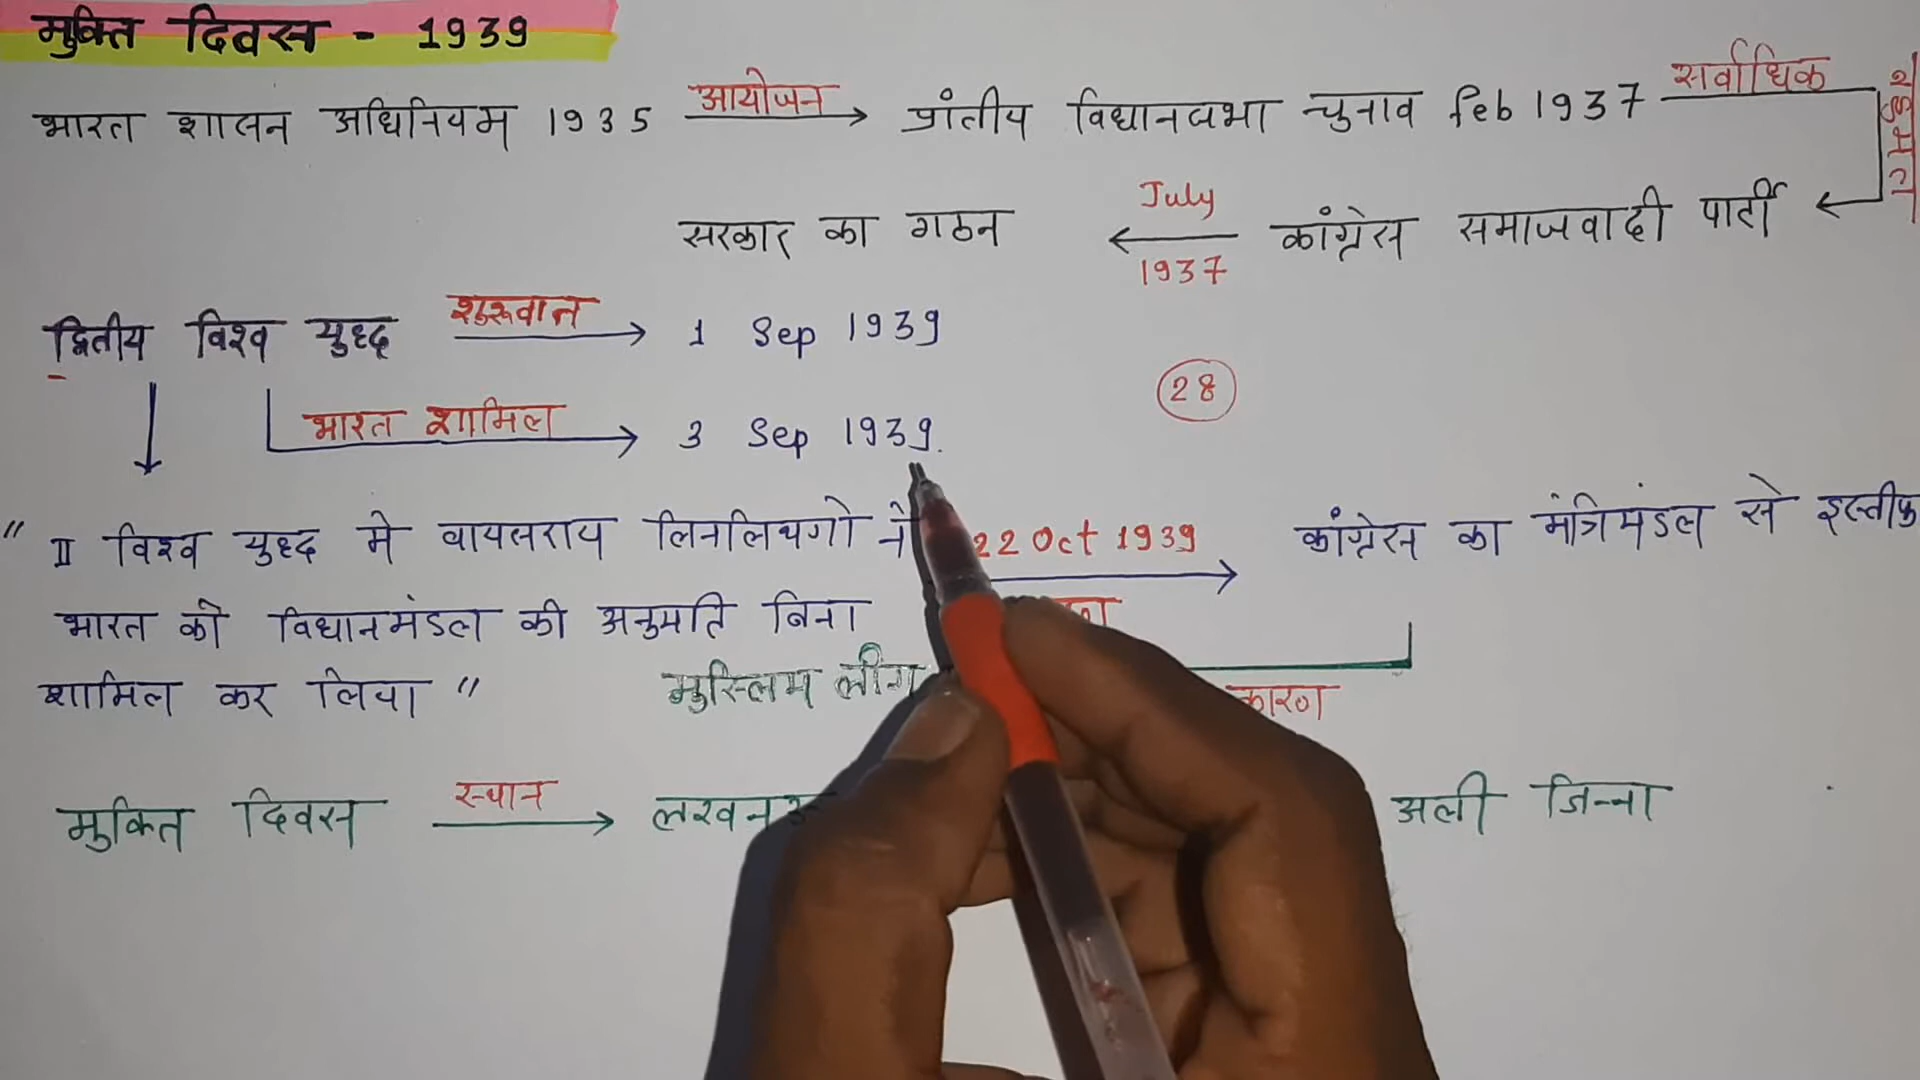 मुक्ति दिवस - 1939
सर्वाधिक
बहुमत
आयोजन
भारत शासन अधिनियम 1935 → प्रांतीय विधानसभा चुनाव feb 1937
July
सरकार का गठन ← कांग्रेस समाजवादी पार्टी ←
1937
शुरूवात
द्वितीय विश्व युद्ध → 1 Sep 1939
28
भारत शामिल → 3 Sep 1939.
" II विश्व युद्ध मे वायसराय लिनलिथगो ने 22 Oct 1939 → कांग्रेस का मंत्रिमंडल से
भारत को विधानमंडल की अनुमति बिना
शामिल कर लिया " मुस्लिम लीग कारण
स्थान
मुक्ति दिवस → लखनऊ अली जिन्ना